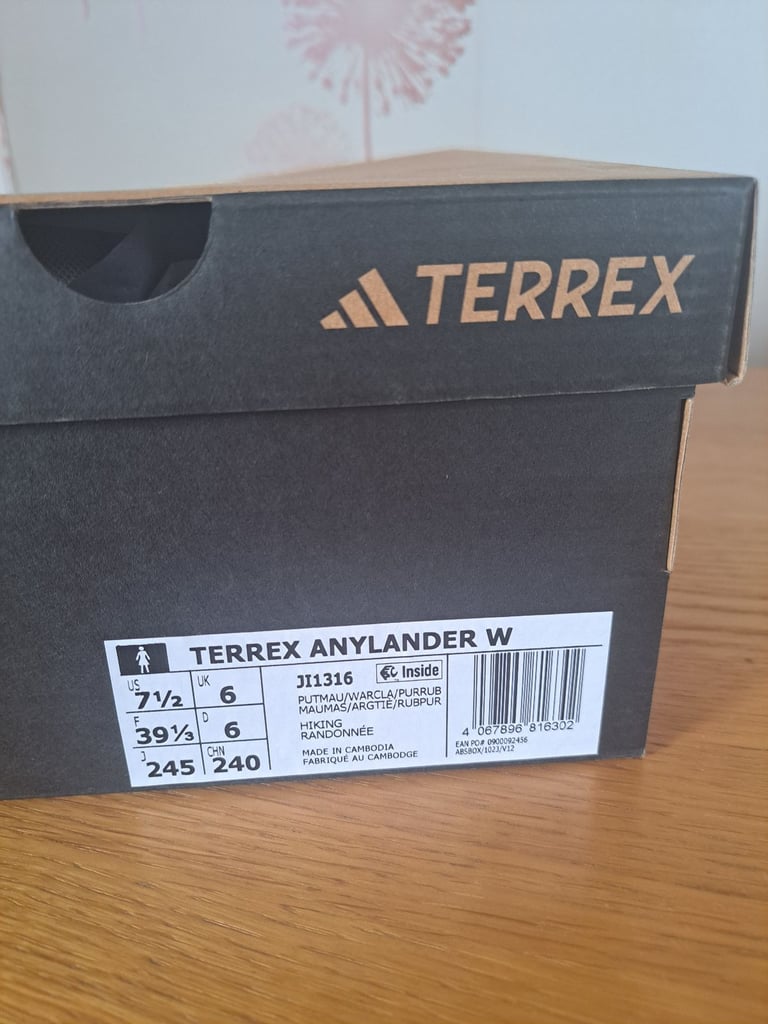 TERREX
TERREX ANYLANDER W
US 7½ UK 6
F 39⅓ D 6
J 245 CHN 240
JI1316 Inside
PUTMAU/WARCLA/PURRUB
MAUMAS/ARGTIE/RUBPUR
HIKING
RANDONNÉE
MADE IN CAMBODIA
FABRIQUÉ AU CAMBODGE
4 067896 816302
EAN PO# 0900092456
ABSBOX/1023/V12